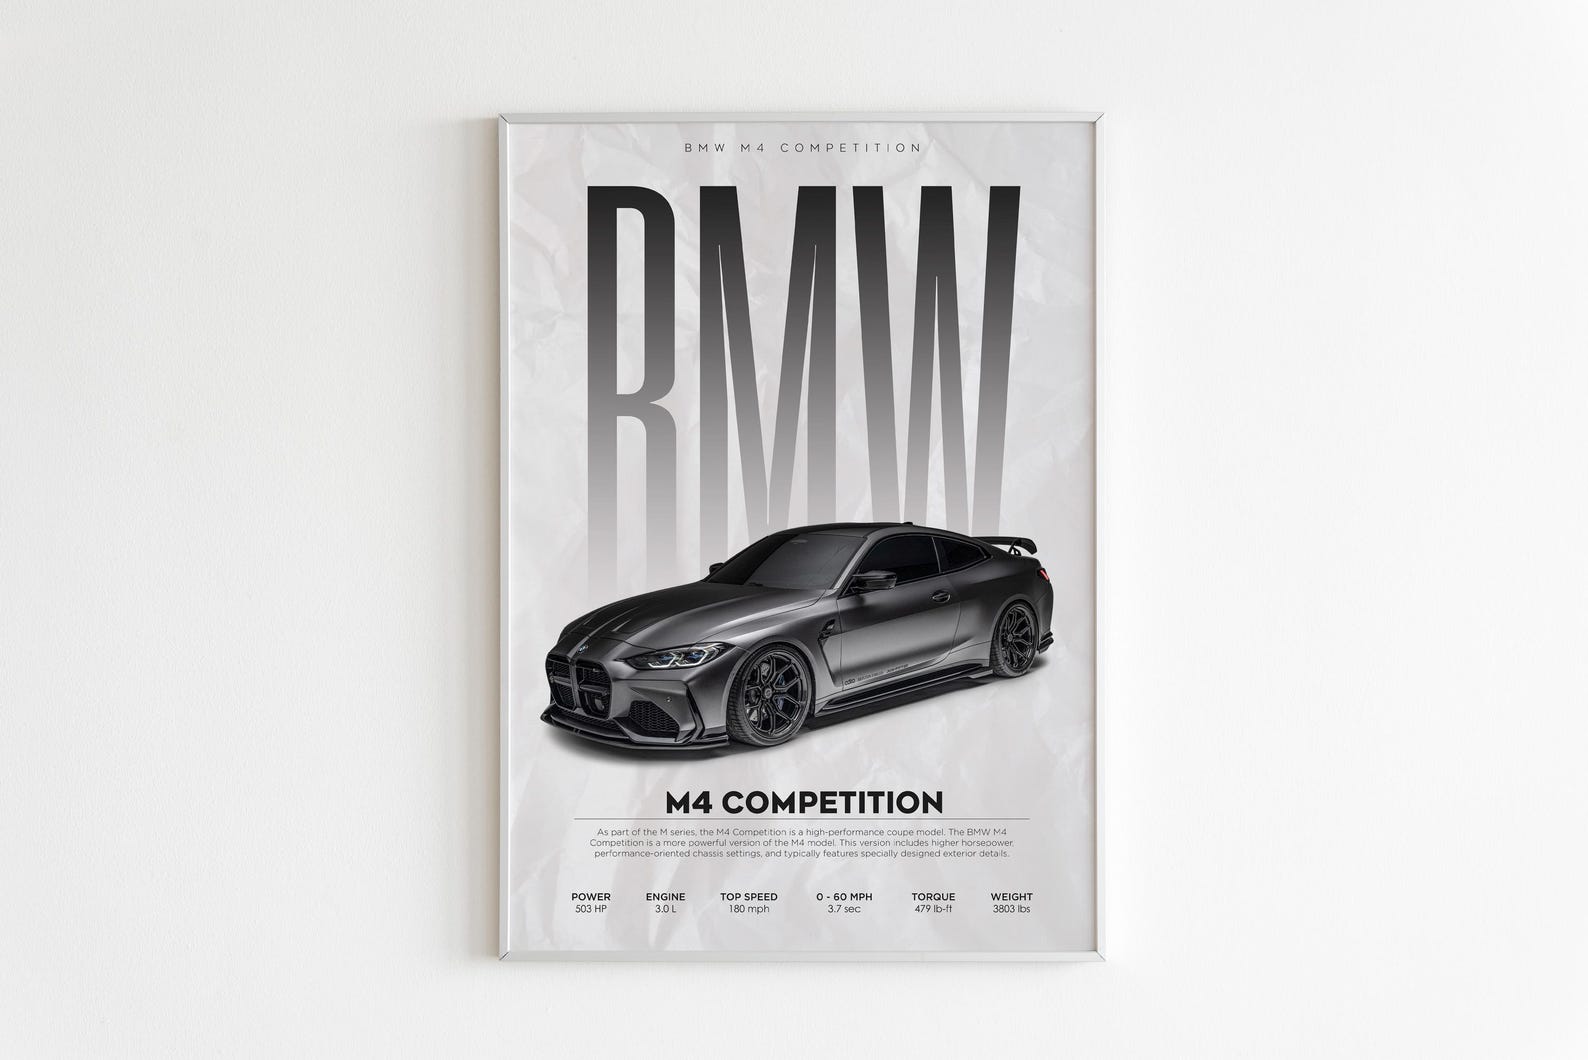 BMW M4 COMPETITION
BMW
M4 COMPETITION
As part of the M series, the M4 Competition is a high-performance coupe model. The BMW M4
Competition is a more powerful version of the M4 model. This version includes higher horsepower,
performance-oriented chassis settings, and typically features specially designed exterior details.
POWER ENGINE TOP SPEED 0 - 60 MPH TORQUE WEIGHT
503 HP 3.0 L 180 mph 3.7 sec 479 lb-ft 3803 lbs